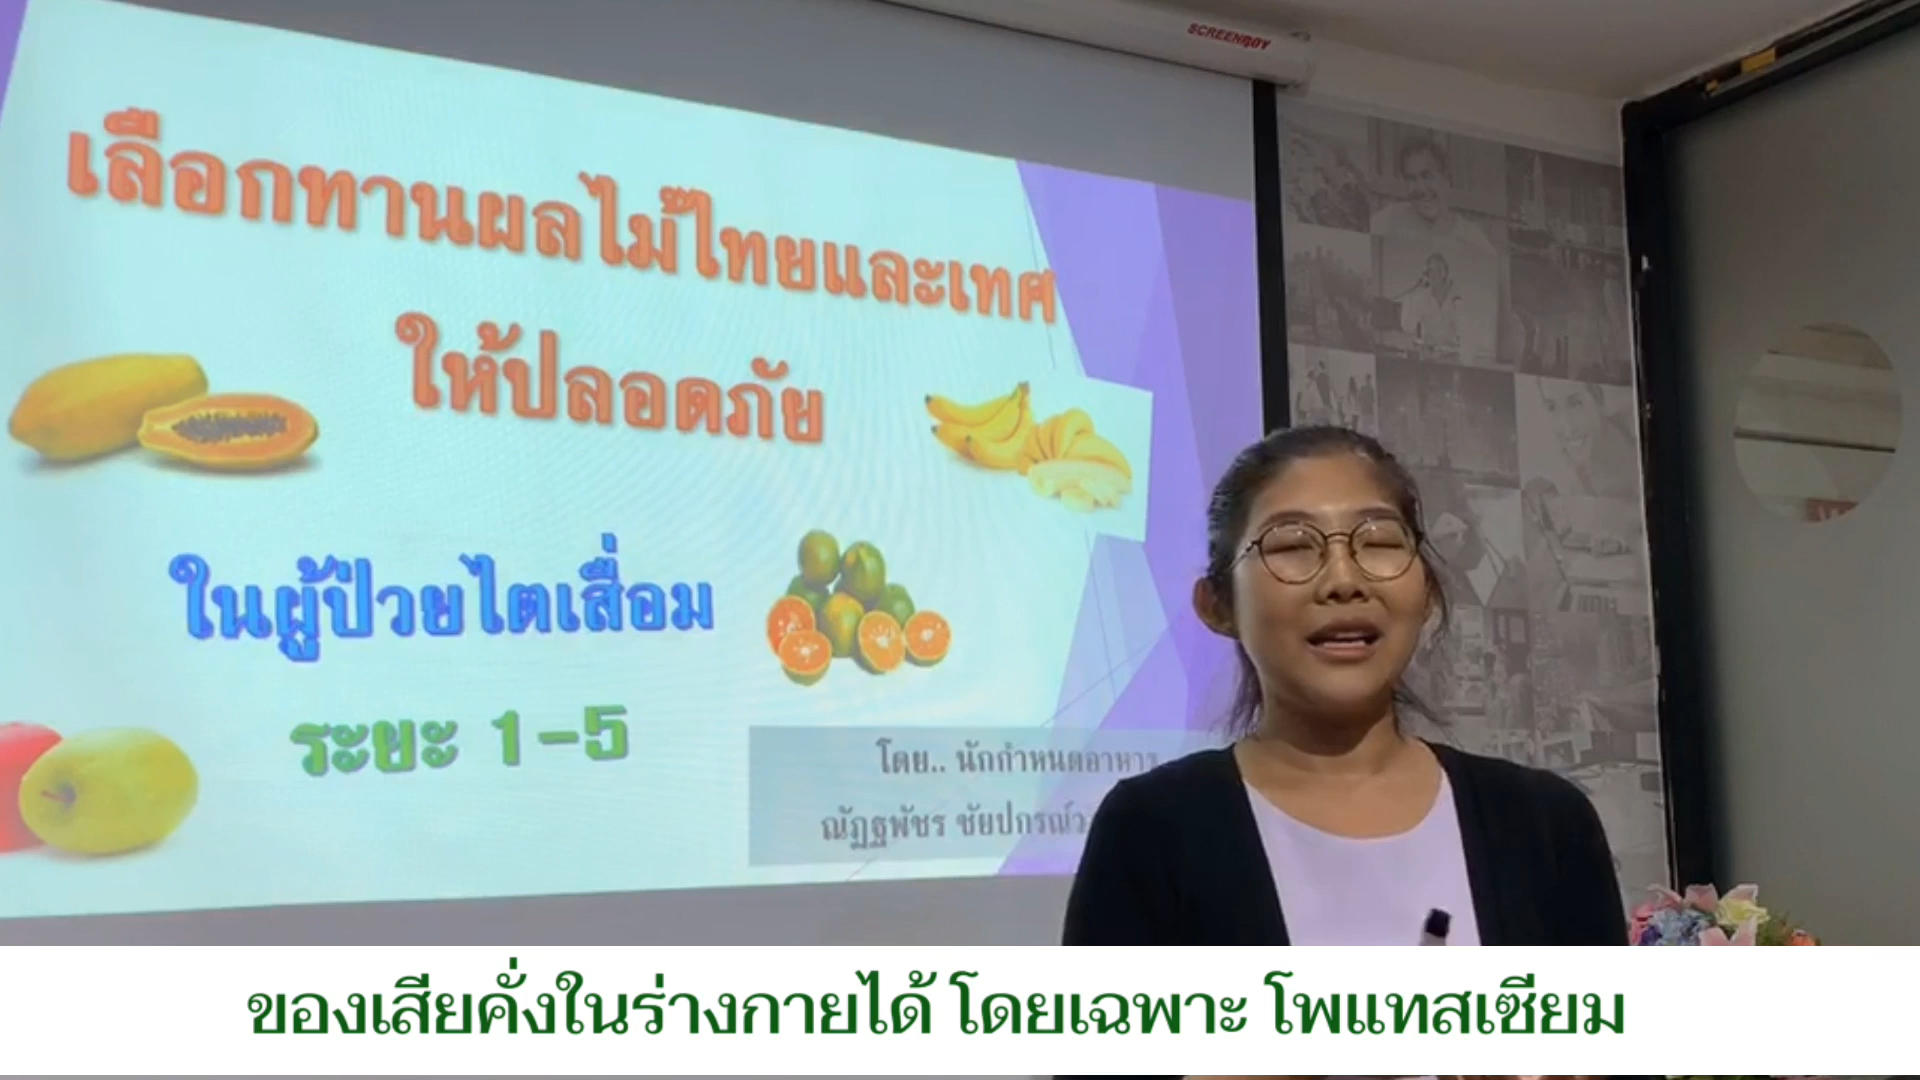 SCREENBOY
เลือกทานผลไม้ไทยและเทศ
ให้ปลอดภัย
ในผู้ป่วยไตเสื่อม
ระยะ 1-5
โดย.. นักกำหนดอาหาร
ณัฏฐพัชร ชัยปกรณ์ว
ของเสียคั่งในร่างกายได้ โดยเฉพาะ โพแทสเซียม